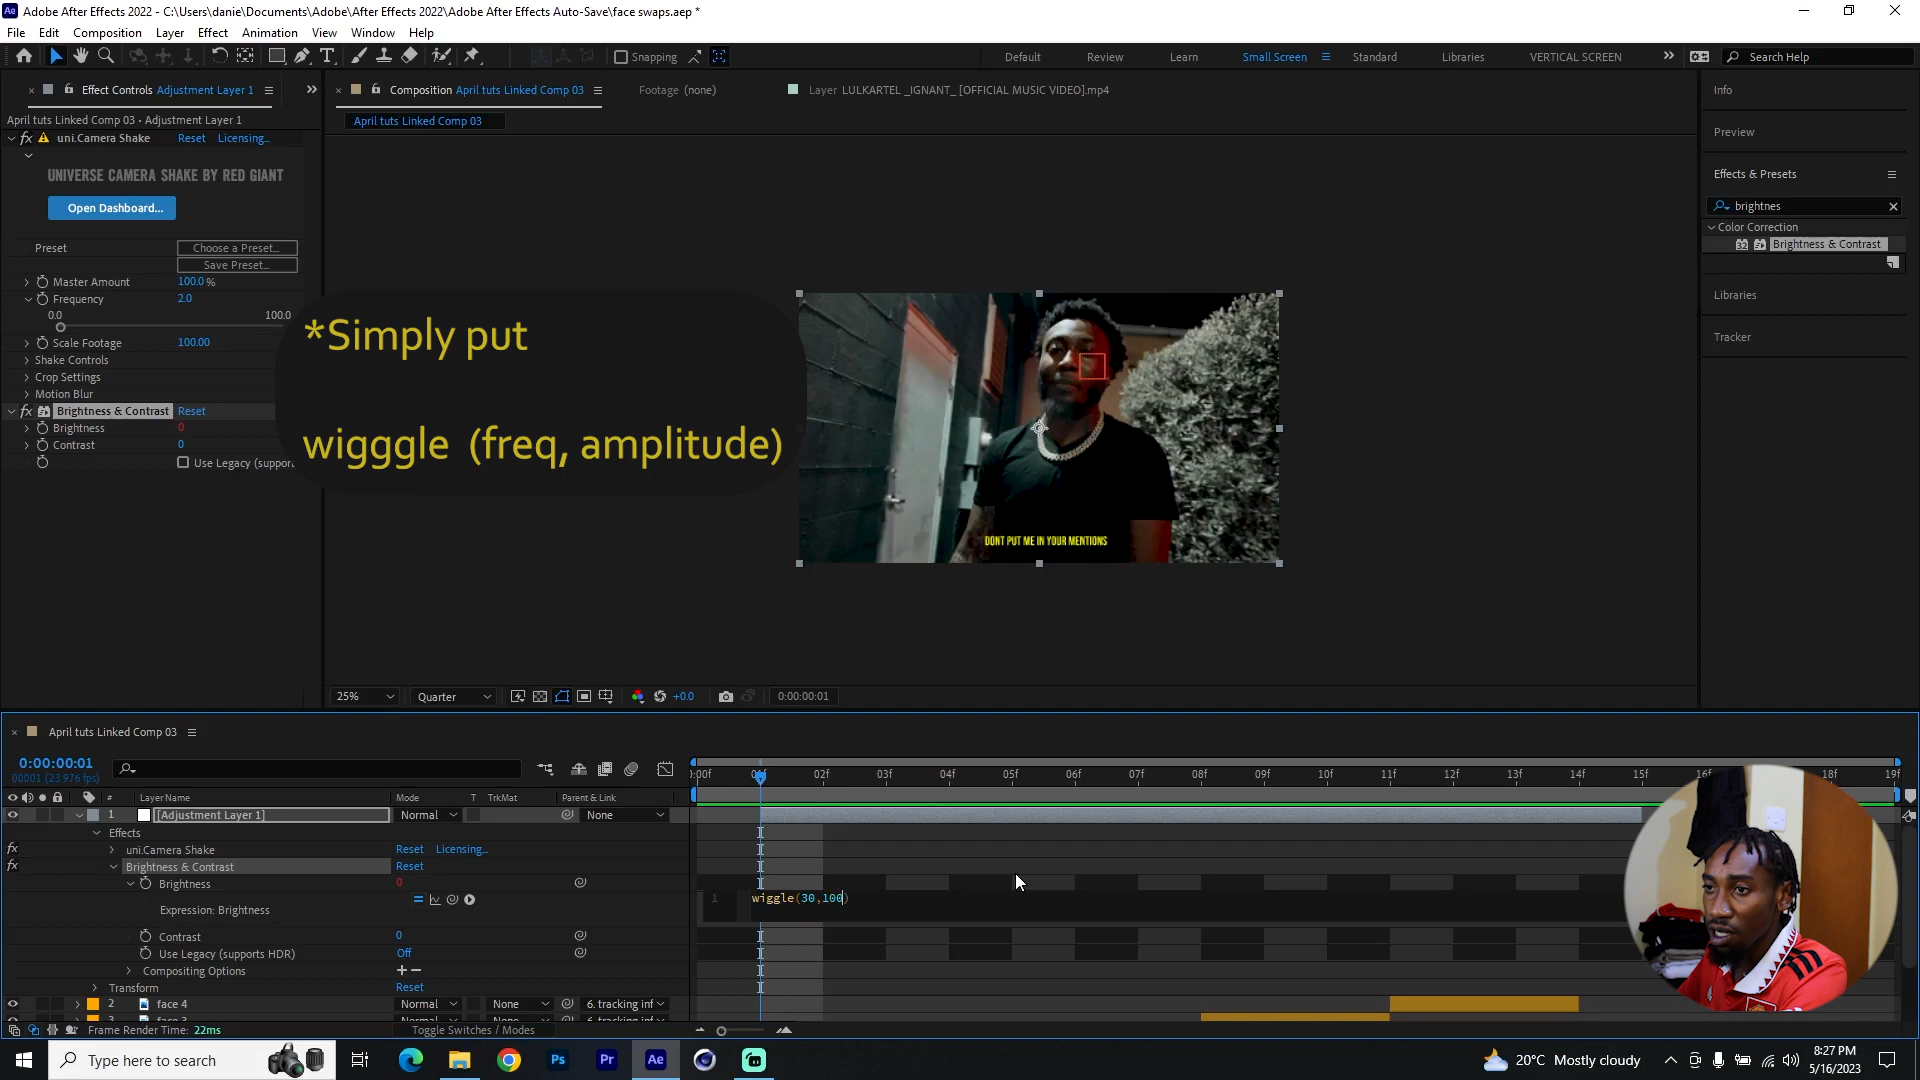 Adobe After Effects 2022 - C:\Users\danie\Documents\Adobe\After Effects 2022\Adobe After Effects Auto-Save\face swaps.aep *
File Edit Composition Layer Effect Animation View Window Help
Snapping
Default Review Learn Small Screen Standard Libraries VERTICAL SCREEN Search Help
Effect Controls Adjustment Layer 1
Composition April tuts Linked Comp 03
Footage (none)
Layer LULKARTEL _IGNANT_ [OFFICIAL MUSIC VIDEO].mp4
Info
April tuts Linked Comp 03 • Adjustment Layer 1
April tuts Linked Comp 03
Preview
uni.Camera Shake Reset Licensing...
UNIVERSE CAMERA SHAKE BY RED GIANT
Open Dashboard...
Effects & Presets
brightnes
Color Correction
Brightness & Contrast
Libraries
Tracker
Preset Choose a Preset...
Save Preset...
Master Amount 100.0 %
Frequency 2.0
0.0 100.0
Scale Footage 100.00
Shake Controls
Crop Settings
Motion Blur
Brightness & Contrast Reset
Brightness 0
Contrast 0
Use Legacy (support
*Simply put
wigggle (freq, amplitude)
DONT PUT ME IN YOUR MENTIONS
25% Quarter +0.0 0:00:00:01
April tuts Linked Comp 03
0:00:00:01
00001 (23.976 fps)
:00f 01f 02f 03f 04f 05f 06f 07f 08f 09f 10f 11f 12f 13f 14f 15f 16f 18f 19f
# Layer Name Mode T TrkMat Parent & Link
1 [Adjustment Layer 1] Normal None
Effects
uni.Camera Shake Reset Licensing...
Brightness & Contrast Reset
Brightness 0
1 wiggle(30,100)
Expression: Brightness
Contrast 0
Use Legacy (supports HDR) Off
Compositing Options
Transform Reset
2 face 4 Normal None 6. tracking inf
3 face 3
Frame Render Time: 22ms Toggle Switches / Modes
Type here to search
Ps Pr Ae
20°C Mostly cloudy
8:27 PM
5/16/2023